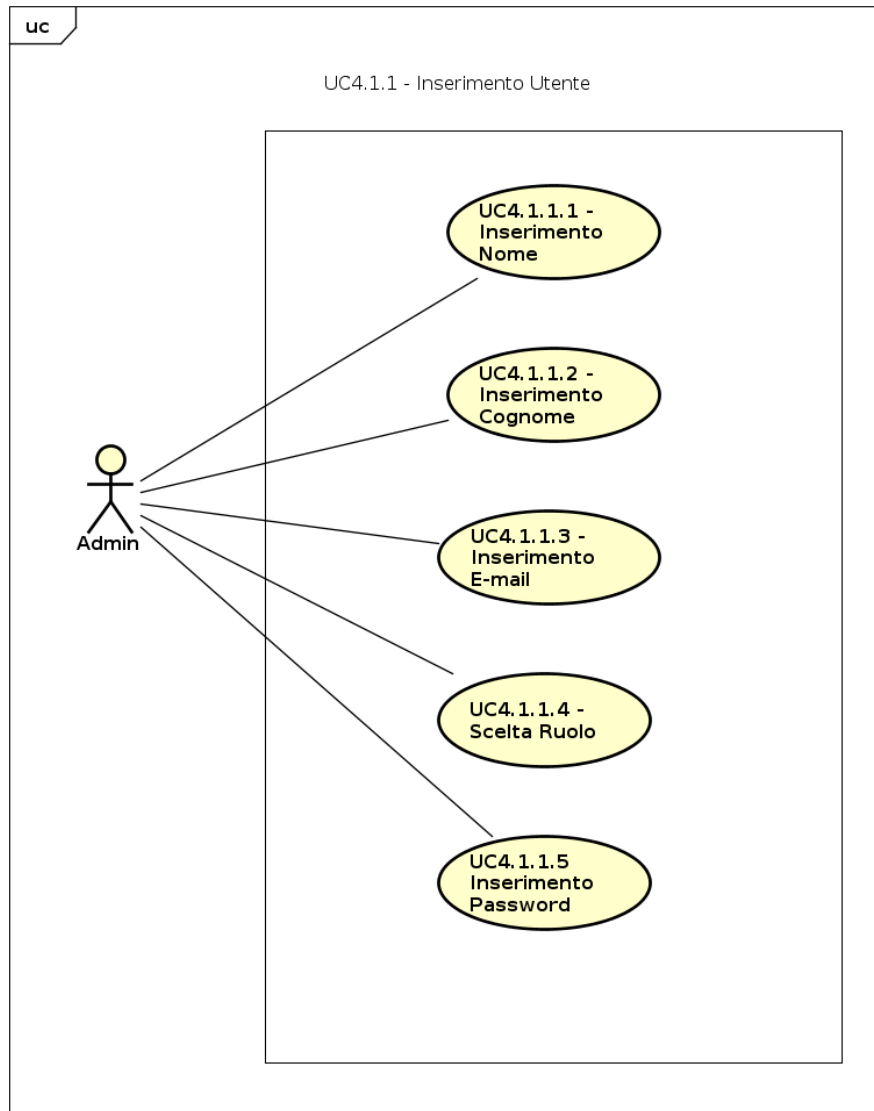 uc
UC4.1.1 - Inserimento Utente
UC4.1.1.1 -
Inserimento
Nome
UC4.1.1.2 -
Inserimento
Cognome
Admin
UC4.1.1.3 -
Inserimento
E-mail
UC4.1.1.4 -
Scelta Ruolo
UC4.1.1.5
Inserimento
Password